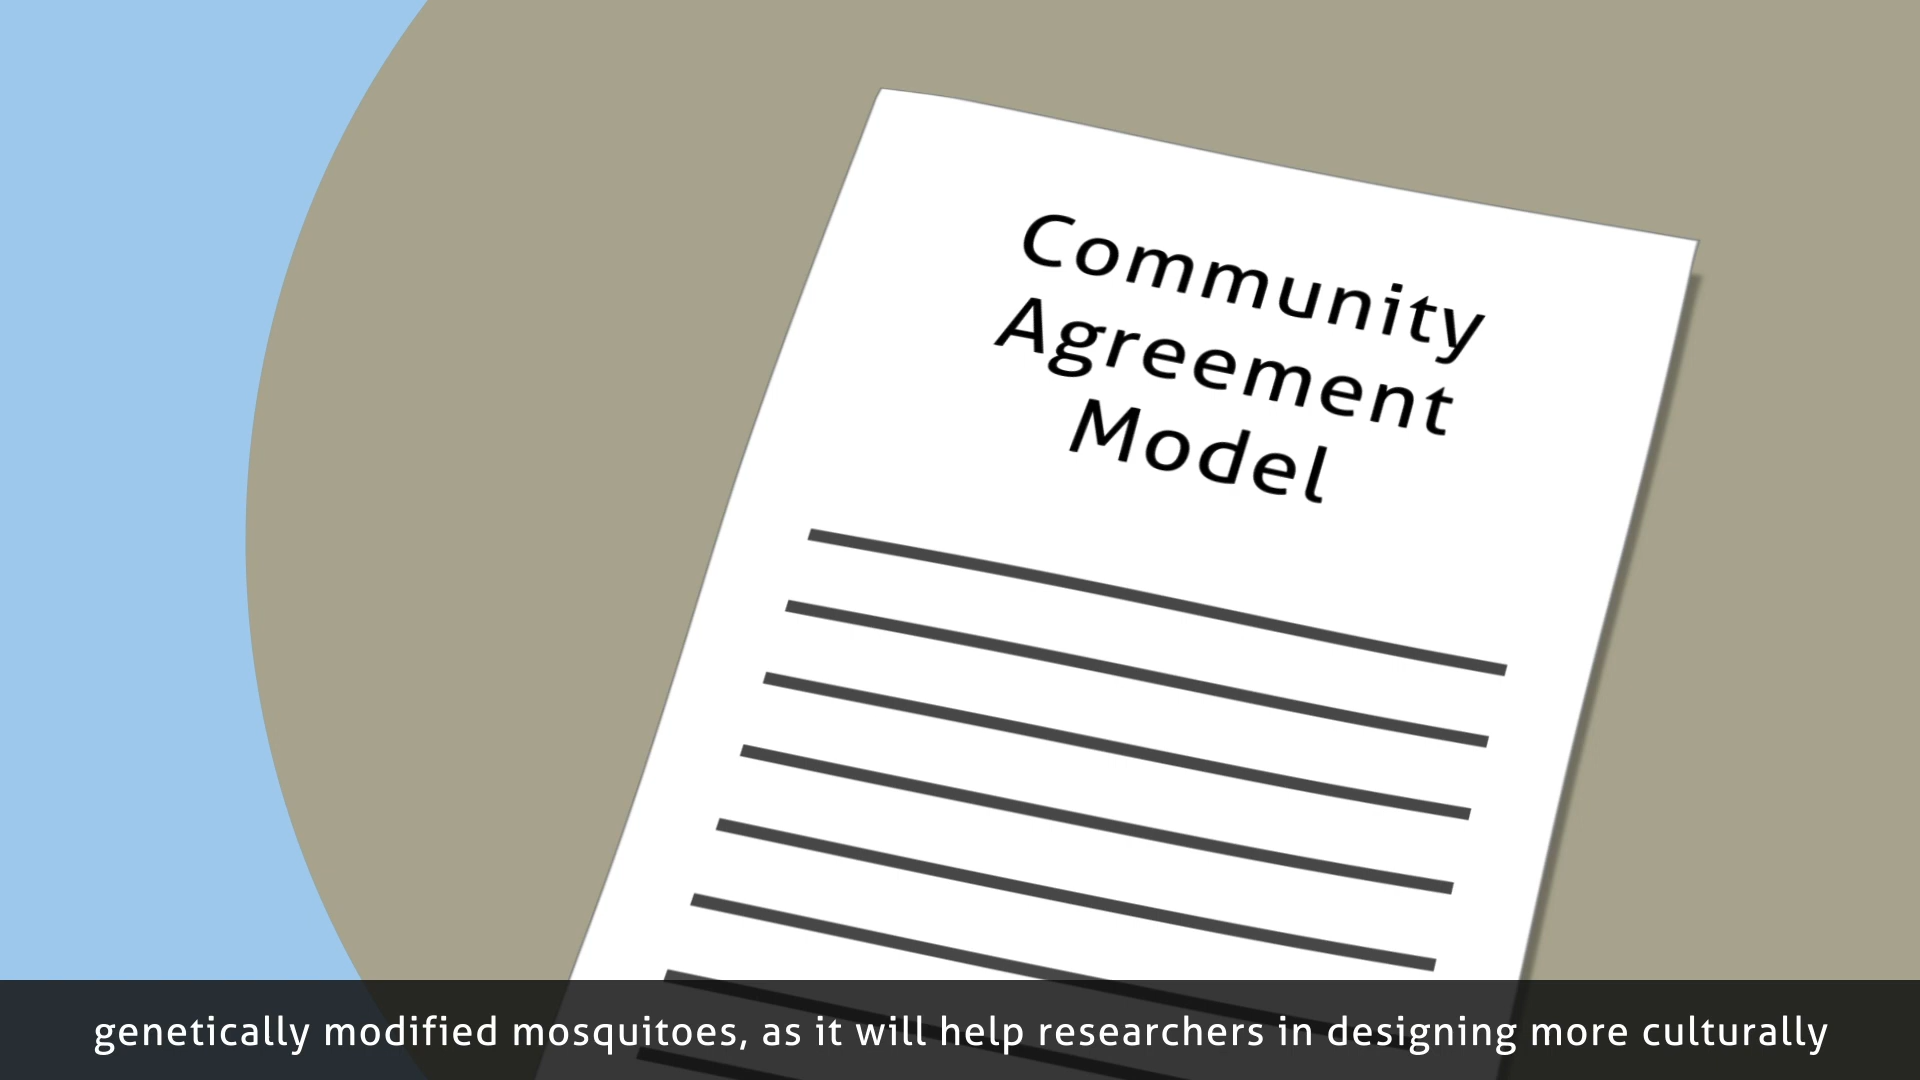 Community
Agreement
Model
genetically modified mosquitoes, as it will help researchers in designing more culturally